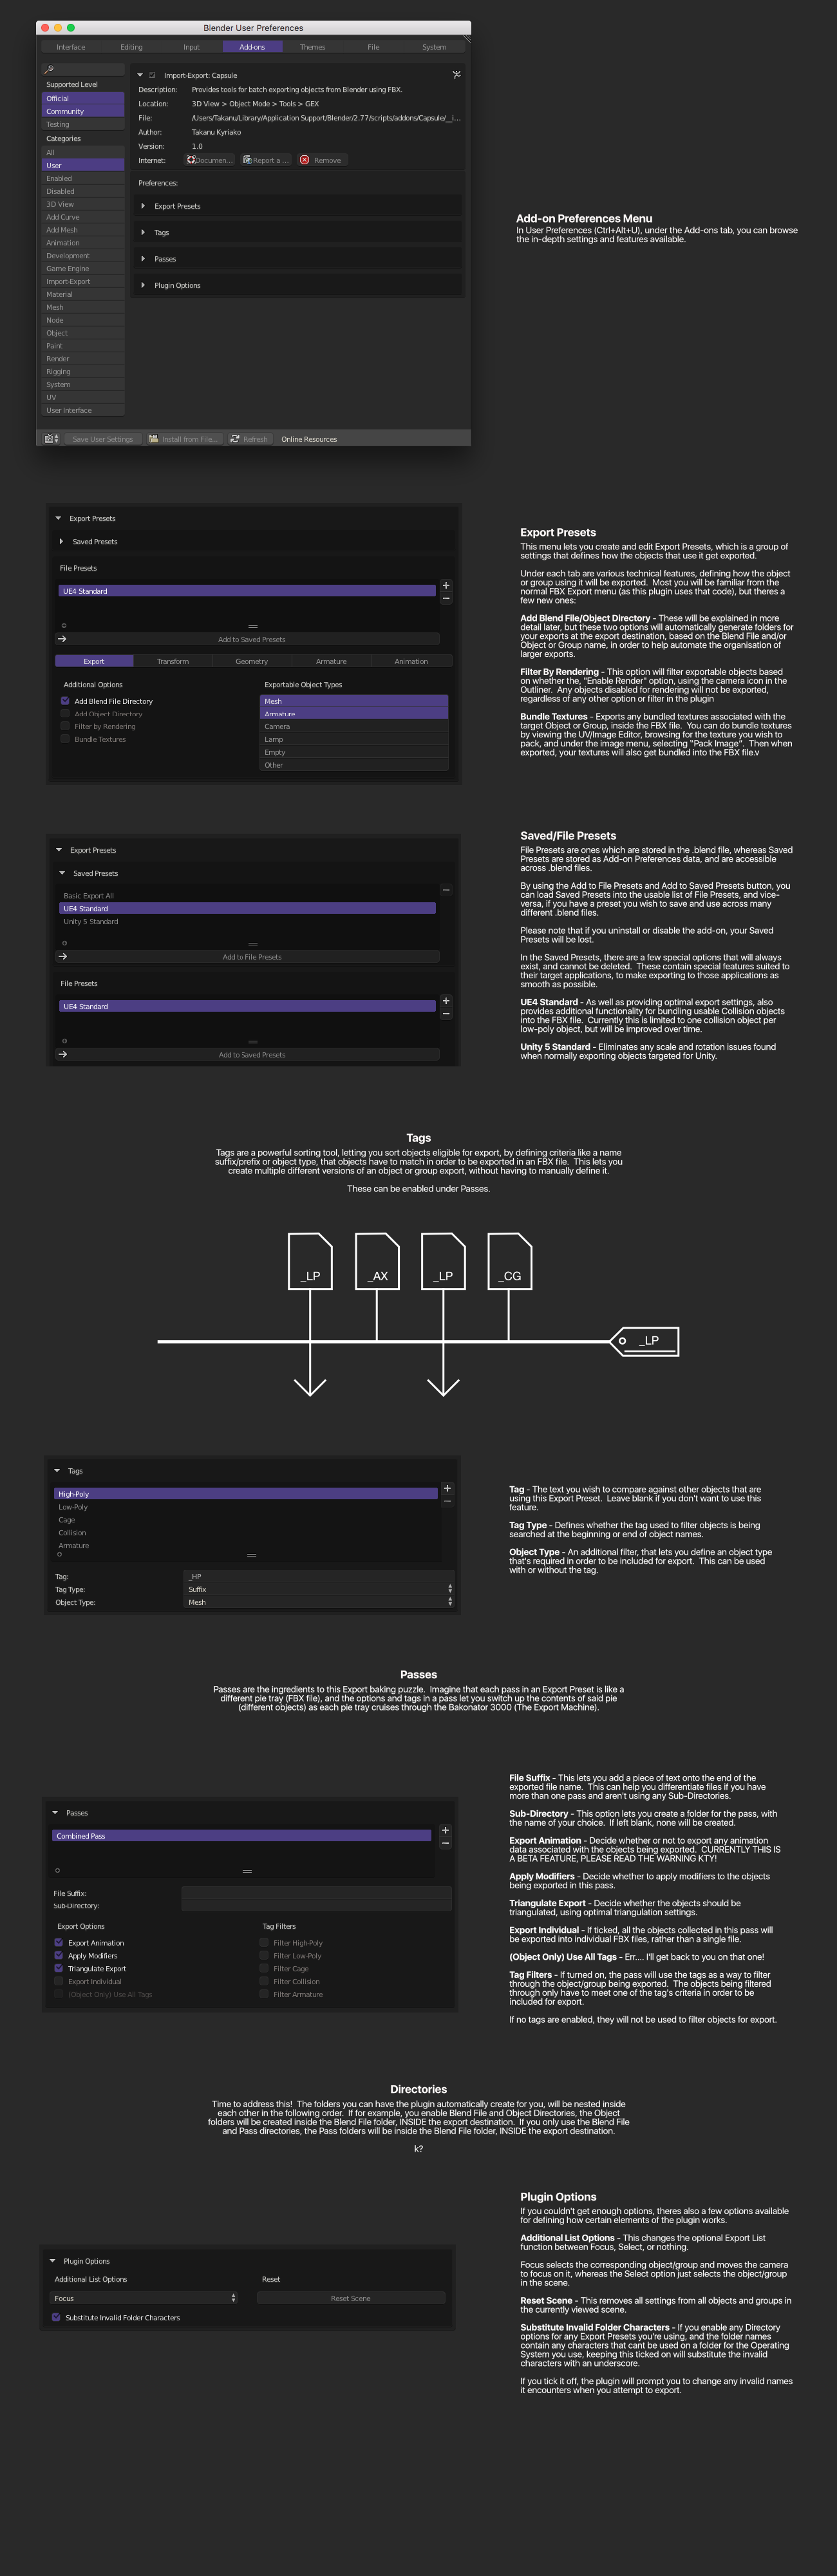 Blender User Preferences
Interface
Editing
Input
Add-ons
Themes
File
System
Supported Level
Official
Community
Testing
Categories
All
User
Enabled
Disabled
3D View
Add Curve
Add Mesh
Animation
Development
Game Engine
Import-Export
Material
Mesh
Node
Object
Paint
Render
Rigging
System
UV
User Interface
Import-Export: Capsule
Description: Provides tools for batch exporting objects from Blender using FBX.
Location: 3D View > Object Mode > Tools > GEX
File: /Users/Takanu/Library/Application Support/Blender/2.77/scripts/addons/Capsule/__i...
Author: Takanu Kyriako
Version: 1.0
Internet: Documen... Report a ... Remove
Preferences:
Export Presets
Tags
Passes
Plugin Options
Save User Settings
Install from File...
Refresh
Online Resources
Add-on Preferences Menu
In User Preferences (Ctrl+Alt+U), under the Add-ons tab, you can browse
the in-depth settings and features available.
Export Presets
Saved Presets
File Presets
UE4 Standard
Add to Saved Presets
Export
Transform
Geometry
Armature
Animation
Additional Options
Add Blend File Directory
Add Object Directory
Filter by Rendering
Bundle Textures
Exportable Object Types
Mesh
Armature
Camera
Lamp
Empty
Other
Export Presets
This menu lets you create and edit Export Presets, which is a group of
settings that defines how the objects that use it get exported.
Under each tab are various technical features, defining how the object
or group using it will be exported.  Most you will be familiar from the
normal FBX Export menu (as this plugin uses that code), but theres a
few new ones:
Add Blend File/Object Directory - These will be explained in more
detail later, but these two options will automatically generate folders for
your exports at the export destination, based on the Blend File and/or
Object or Group name, in order to help automate the organisation of
larger exports.
Filter By Rendering - This option will filter exportable objects based
on whether the, "Enable Render" option, using the camera icon in the
Outliner.  Any objects disabled for rendering will not be exported,
regardless of any other option or filter in the plugin
Bundle Textures - Exports any bundled textures associated with the
target Object or Group, inside the FBX file.  You can do bundle textures
by viewing the UV/Image Editor, browsing for the texture you wish to
pack, and under the image menu, selecting "Pack Image".  Then when
exported, your textures will also get bundled into the FBX file.v
Export Presets
Saved Presets
Basic Export All
UE4 Standard
Unity 5 Standard
Add to File Presets
File Presets
UE4 Standard
Add to Saved Presets
Saved/File Presets
File Presets are ones which are stored in the .blend file, whereas Saved
Presets are stored as Add-on Preferences data, and are accessible
across .blend files.
By using the Add to File Presets and Add to Saved Presets button, you
can load Saved Presets into the usable list of File Presets, and vice-
versa, if you have a preset you wish to save and use across many
different .blend files.
Please note that if you uninstall or disable the add-on, your Saved
Presets will be lost.
In the Saved Presets, there are a few special options that will always
exist, and cannot be deleted.  These contain special features suited to
their target applications, to make exporting to those applications as
smooth as possible.
UE4 Standard - As well as providing optimal export settings, also
provides additional functionality for bundling usable Collision objects
into the FBX file.  Currently this is limited to one collision object per
low-poly object, but will be improved over time.
Unity 5 Standard - Eliminates any scale and rotation issues found
when normally exporting objects targeted for Unity.
Tags
Tags are a powerful sorting tool, letting you sort objects eligible for export, by defining criteria like a name
suffix/prefix or object type, that objects have to match in order to be exported in an FBX file.  This lets you
create multiple different versions of an object or group export, without having to manually define it.
These can be enabled under Passes.
_LP
_AX
_LP
_CG
_LP
Tags
High-Poly
Low-Poly
Cage
Collision
Armature
Tag: _HP
Tag Type: Suffix
Object Type: Mesh
Tag - The text you wish to compare against other objects that are
using this Export Preset.  Leave blank if you don't want to use this
feature.
Tag Type - Defines whether the tag used to filter objects is being
searched at the beginning or end of object names.
Object Type - An additional filter, that lets you define an object type
that's required in order to be included for export.  This can be used
with or without the tag.
Passes
Passes are the ingredients to this Export baking puzzle.  Imagine that each pass in an Export Preset is like a
different pie tray (FBX file), and the options and tags in a pass let you switch up the contents of said pie
(different objects) as each pie tray cruises through the Bakonator 3000 (The Export Machine).
Passes
Combined Pass
File Suffix:
Sub-Directory:
Export Options
Export Animation
Apply Modifiers
Triangulate Export
Export Individual
(Object Only) Use All Tags
Tag Filters
Filter High-Poly
Filter Low-Poly
Filter Cage
Filter Collision
Filter Armature
File Suffix - This lets you add a piece of text onto the end of the
exported file name.  This can help you differentiate files if you have
more than one pass and aren't using any Sub-Directories.
Sub-Directory - This option lets you create a folder for the pass, with
the name of your choice.  If left blank, none will be created.
Export Animation - Decide whether or not to export any animation
data associated with the objects being exported.  CURRENTLY THIS IS
A BETA FEATURE, PLEASE READ THE WARNING KTY!
Apply Modifiers - Decide whether to apply modifiers to the objects
being exported in this pass.
Triangulate Export - Decide whether the objects should be
triangulated, using optimal triangulation settings.
Export Individual - If ticked, all the objects collected in this pass will
be exported into individual FBX files, rather than a single file.
(Object Only) Use All Tags - Err.... I'll get back to you on that one!
Tag Filters - If turned on, the pass will use the tags as a way to filter
through the object/group being exported.  The objects being filtered
through only have to meet one of the tag's criteria in order to be
included for export.
If no tags are enabled, they will not be used to filter objects for export.
Directories
Time to address this!  The folders you can have the plugin automatically create for you, will be nested inside
each other in the following order.  If for example, you enable Blend File and Object Directories, the Object
folders will be created inside the Blend File folder, INSIDE the export destination.  If you only use the Blend File
and Pass directories, the Pass folders will be inside the Blend File folder, INSIDE the export destination.
k?
Plugin Options
Additional List Options
Focus
Substitute Invalid Folder Characters
Reset
Reset Scene
Plugin Options
If you couldn't get enough options, theres also a few options available
for defining how certain elements of the plugin works.
Additional List Options - This changes the optional Export List
function between Focus, Select, or nothing.
Focus selects the corresponding object/group and moves the camera
to focus on it, whereas the Select option just selects the object/group
in the scene.
Reset Scene - This removes all settings from all objects and groups in
the currently viewed scene.
Substitute Invalid Folder Characters - If you enable any Directory
options for any Export Presets you're using, and the folder names
contain any characters that cant be used on a folder for the Operating
System you use, keeping this ticked on will substitute the invalid
characters with an underscore.
If you tick it off, the plugin will prompt you to change any invalid names
it encounters when you attempt to export.